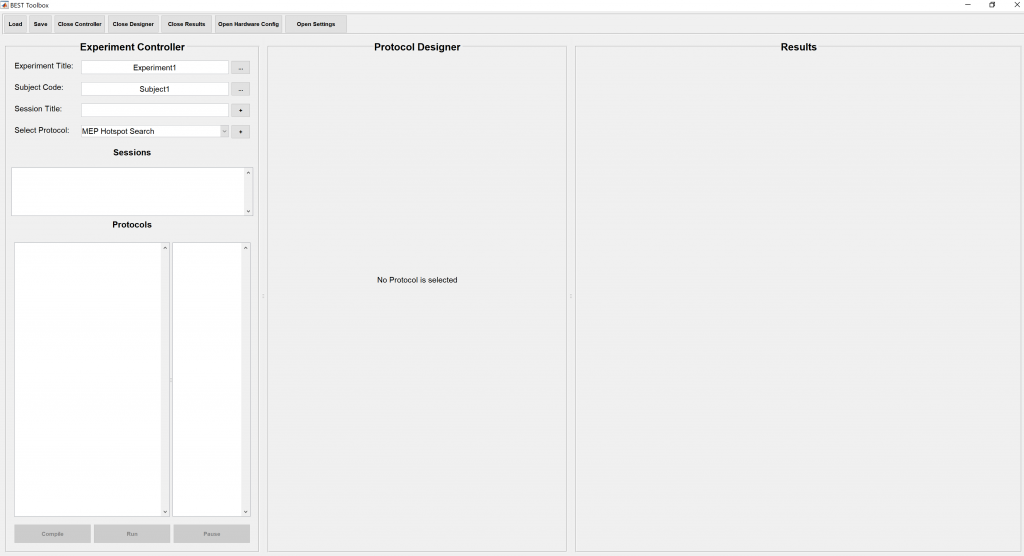 BEST Toolbox
Load Save Close Controller Close Designer Close Results Open Hardware Config Open Settings
Experiment Controller
Experiment Title: Experiment1 ...
Subject Code: Subject1 ...
Session Title: +
Select Protocol: MEP Hotspot Search +
Sessions
Protocols
Compile Run Pause
Protocol Designer
No Protocol is selected
Results